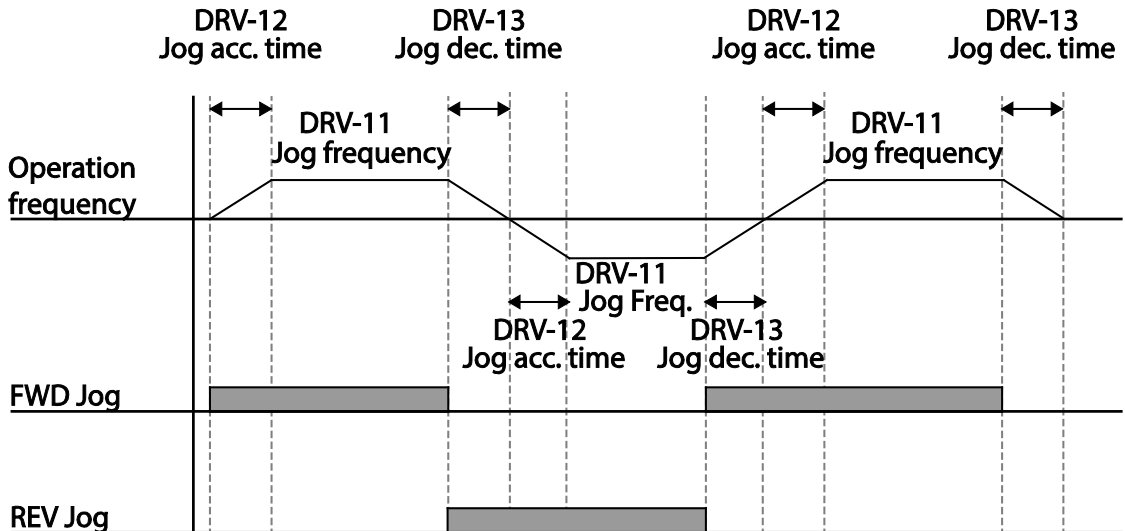 DRV-12
Jog acc. time
DRV-13
Jog dec. time
DRV-12
Jog acc. time
DRV-13
Jog dec. time
DRV-11
Jog frequency
DRV-11
Jog frequency
Operation
frequency
DRV-11
Jog Freq.
DRV-12
Jog acc. time
DRV-13
Jog dec. time
FWD Jog
REV Jog